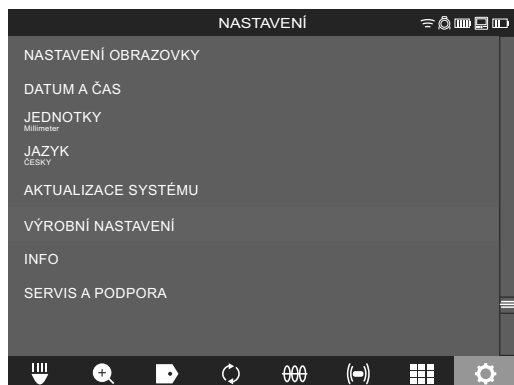 NASTAVENÍ
NASTAVENÍ OBRAZOVKY
DATUM A ČAS
JEDNOTKY
Millimeter
JAZYK
ČESKY
AKTUALIZACE SYSTÉMU
VÝROBNÍ NASTAVENÍ
INFO
SERVIS A PODPORA